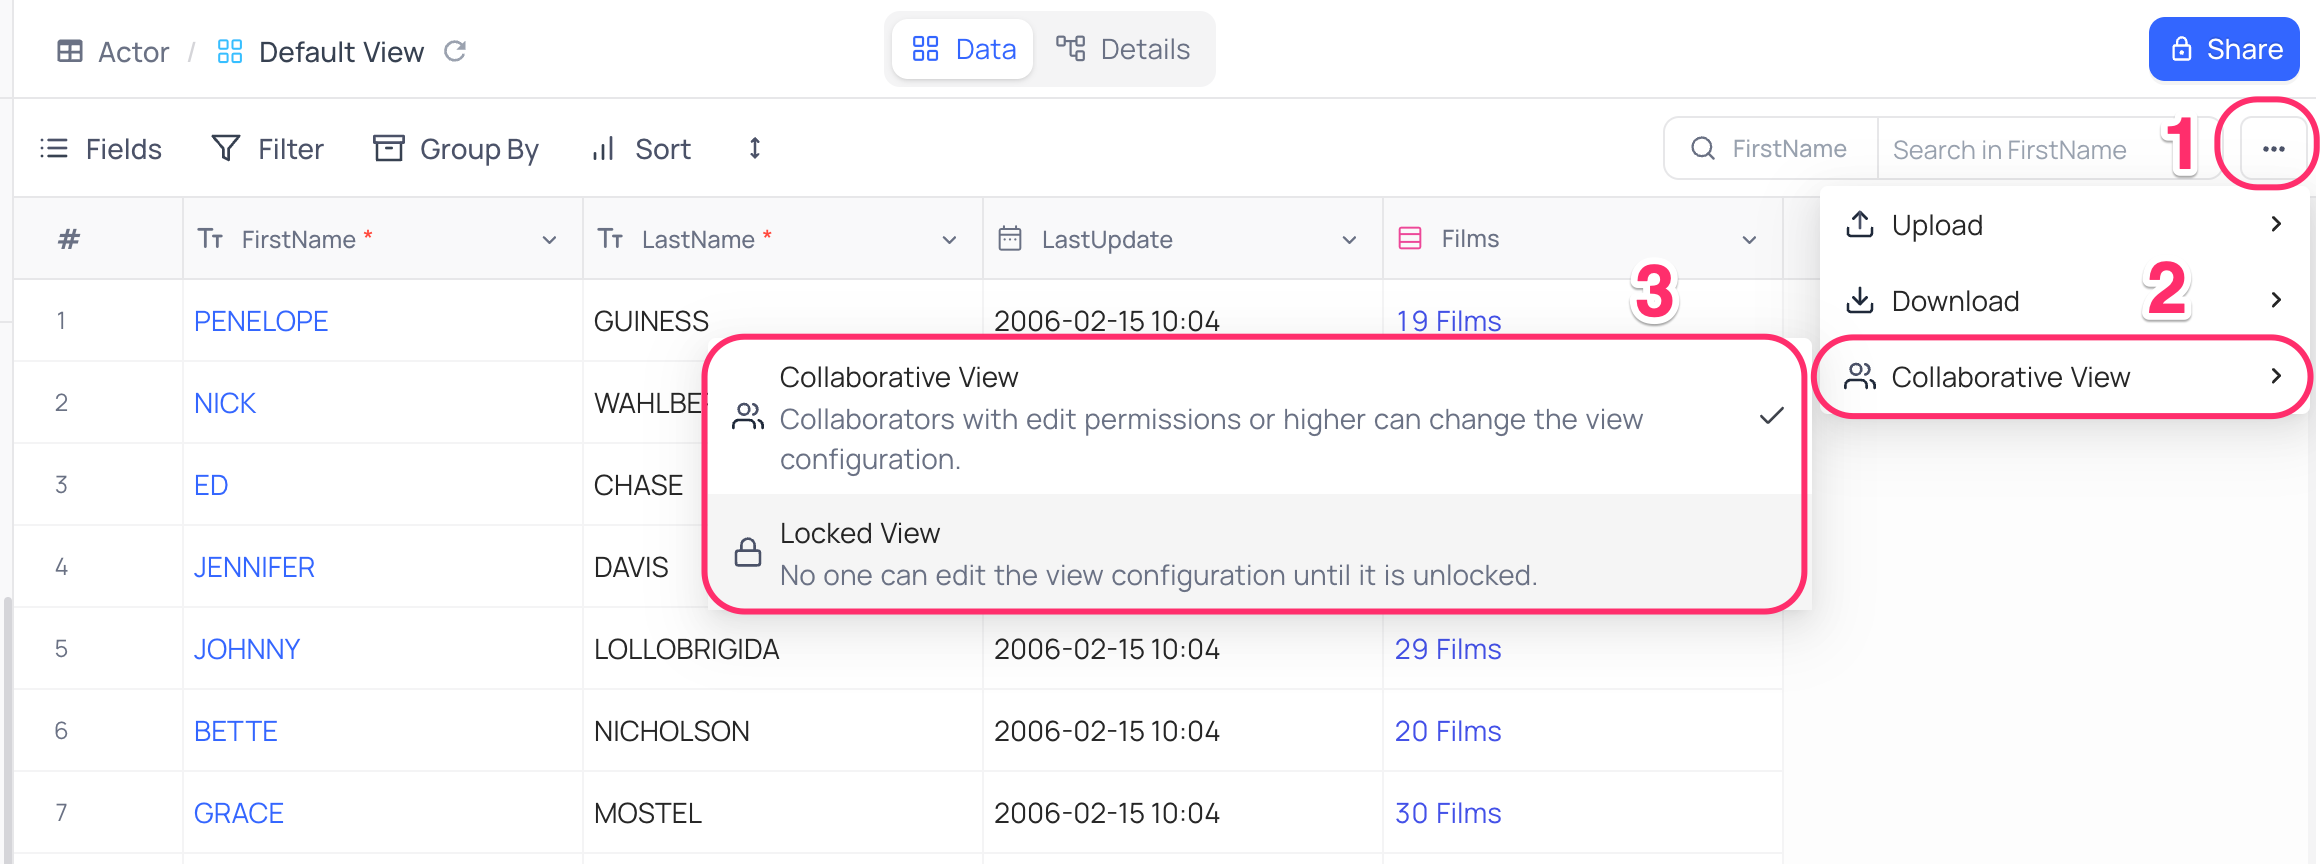 Actor / Default View
Data
Details
Share
Fields
Filter
Group By
Sort
FirstName
Search in FirstName
1
Upload
Download
2
Collaborative View
# FirstName * LastName * LastUpdate Films
3
1 PENELOPE GUINESS 2006-02-15 10:04 19 Films
2 NICK WAHLBE
3 ED CHASE
4 JENNIFER DAVIS
Collaborative View
Collaborators with edit permissions or higher can change the view
configuration.
Locked View
No one can edit the view configuration until it is unlocked.
5 JOHNNY LOLLOBRIGIDA 2006-02-15 10:04 29 Films
6 BETTE NICHOLSON 2006-02-15 10:04 20 Films
7 GRACE MOSTEL 2006-02-15 10:04 30 Films